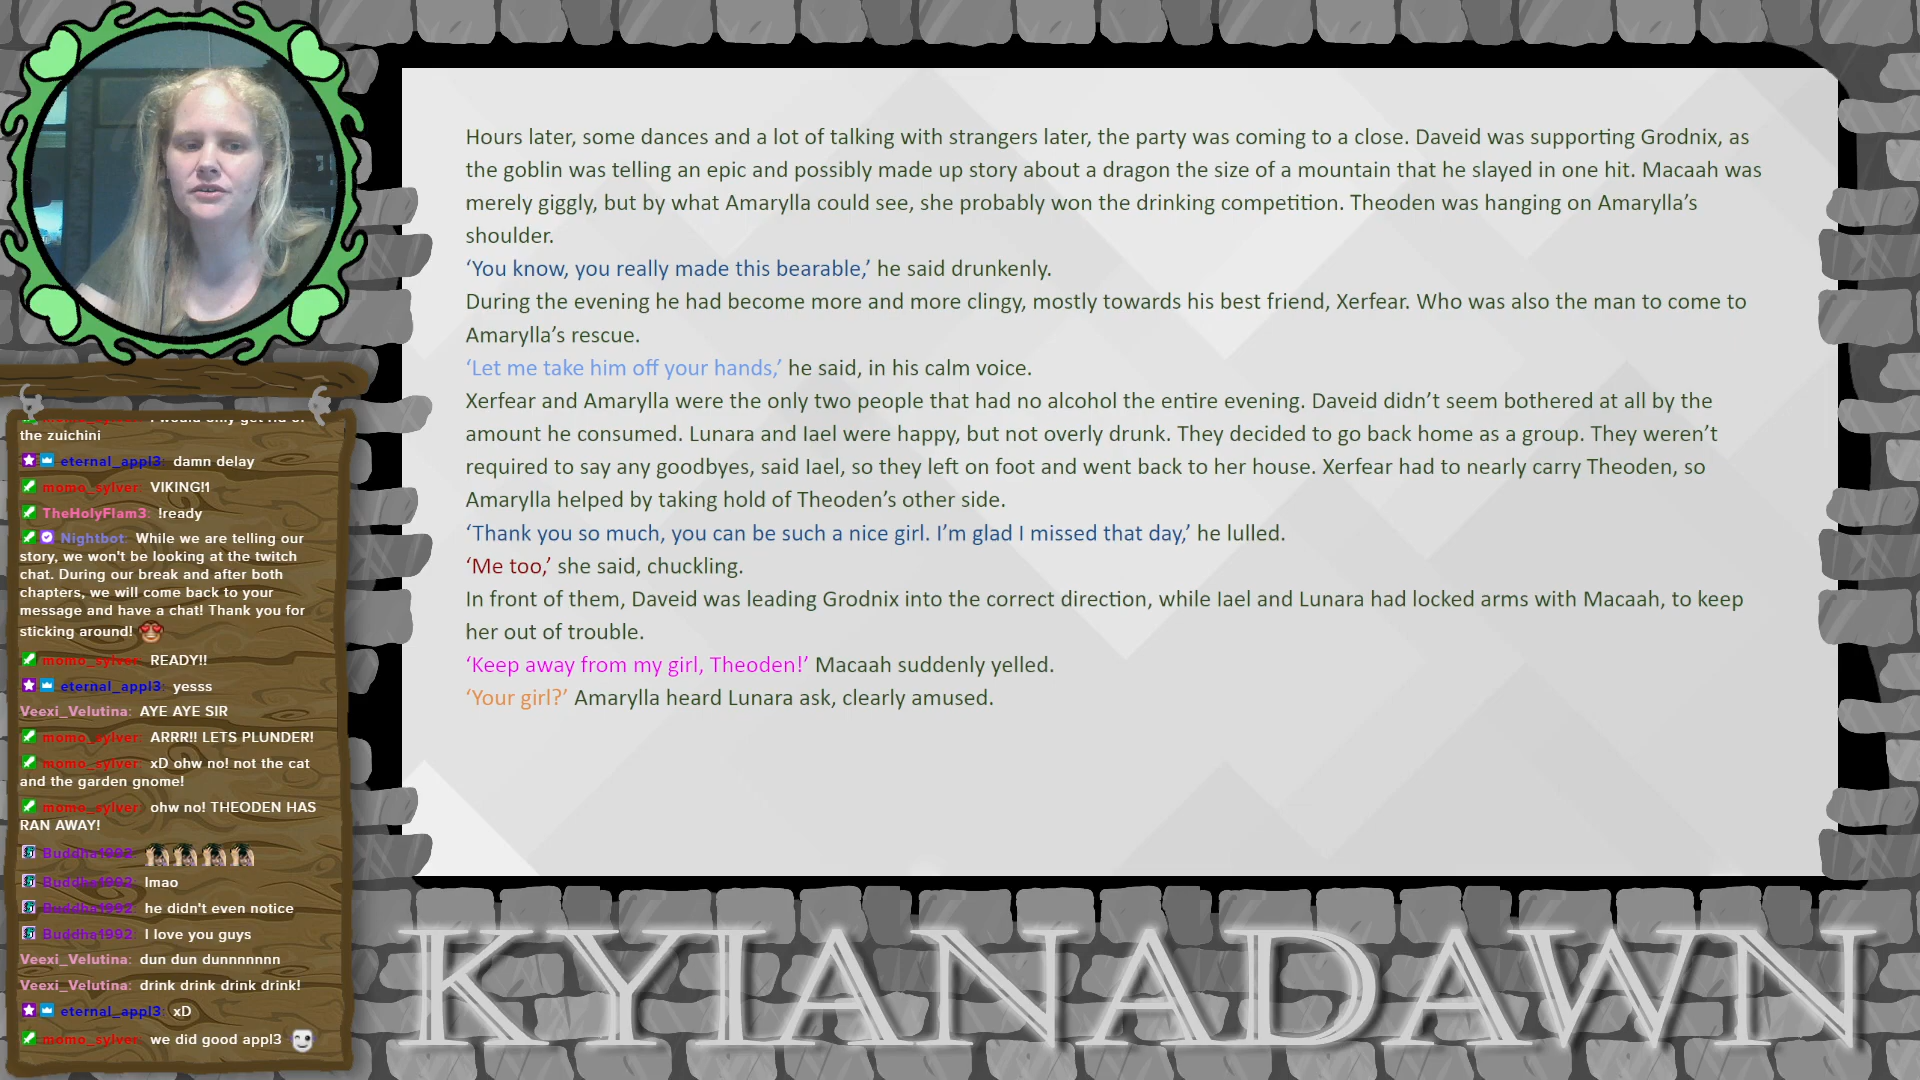 Hours later, some dances and a lot of talking with strangers later, the party was coming to a close. Daveid was supporting Grodnix, as
the goblin was telling an epic and possibly made up story about a dragon the size of a mountain that he slayed in one hit. Macaah was
merely giggly, but by what Amarylla could see, she probably won the drinking competition. Theoden was hanging on Amarylla’s
shoulder.
‘You know, you really made this bearable,’ he said drunkenly.
During the evening he had become more and more clingy, mostly towards his best friend, Xerfear. Who was also the man to come to
Amarylla’s rescue.
‘Let me take him off your hands,’ he said, in his calm voice.
Xerfear and Amarylla were the only two people that had no alcohol the entire evening. Daveid didn’t seem bothered at all by the
amount he consumed. Lunara and Iael were happy, but not overly drunk. They decided to go back home as a group. They weren’t
required to say any goodbyes, said Iael, so they left on foot and went back to her house. Xerfear had to nearly carry Theoden, so
Amarylla helped by taking hold of Theoden’s other side.
‘Thank you so much, you can be such a nice girl. I’m glad I missed that day,’ he lulled.
‘Me too,’ she said, chuckling.
In front of them, Daveid was leading Grodnix into the correct direction, while Iael and Lunara had locked arms with Macaah, to keep
her out of trouble.
‘Keep away from my girl, Theoden!’ Macaah suddenly yelled.
‘Your girl?’ Amarylla heard Lunara ask, clearly amused.
the zuichini
eternal_appl3: damn delay
momo_sylver: VIKING!1
TheHolyFlam3: !ready
Nightbot: While we are telling our
story, we won't be looking at the twitch
chat. During our break and after both
chapters, we will come back to your
message and have a chat! Thank you for
sticking around!
momo_sylver: READY!!
eternal_appl3: yesss
Veexi_Velutina: AYE AYE SIR
momo_sylver: ARRR!! LETS PLUNDER!
momo_sylver: xD ohw no! not the cat
and the garden gnome!
momo_sylver: ohw no! THEODEN HAS
RAN AWAY!
Buddha1992:
Buddha1992: lmao
Buddha1992: he didn't even notice
Buddha1992: I love you guys
Veexi_Velutina: dun dun dunnnnnnn
Veexi_Velutina: drink drink drink drink!
eternal_appl3: xD
momo_sylver: we did good appl3
KYIANADAWN